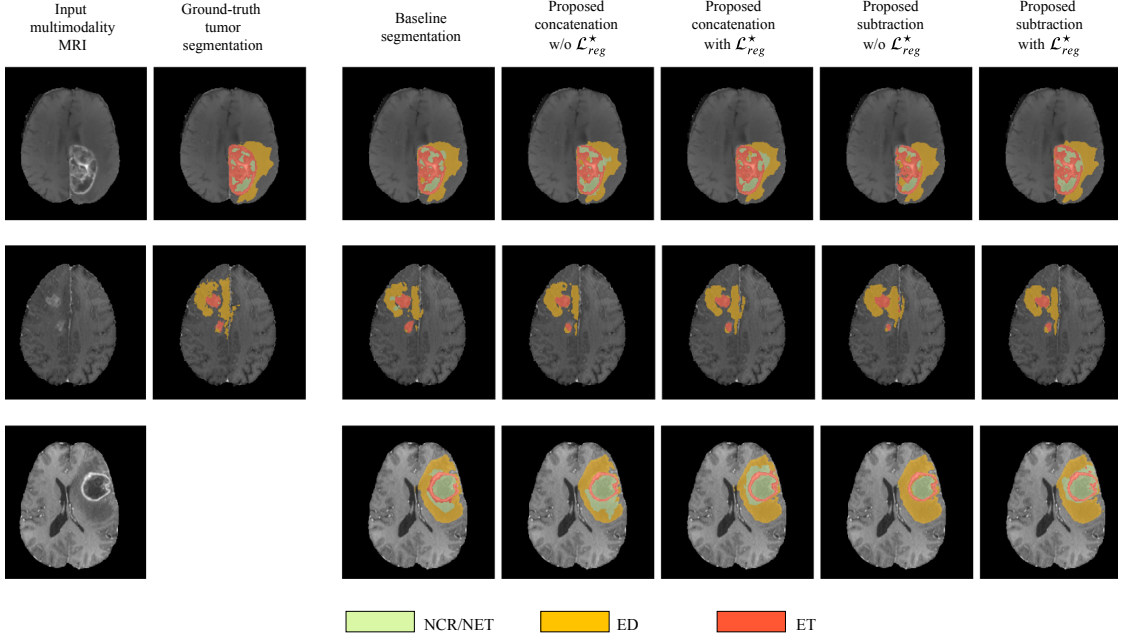 Input
multimodality
MRI
Ground-truth
tumor
segmentation
Baseline
segmentation
Proposed
concatenation
w/o ℒ*reg
Proposed
concatenation
with ℒ*reg
Proposed
subtraction
w/o ℒ*reg
Proposed
subtraction
with ℒ*reg
NCR/NET
ED
ET